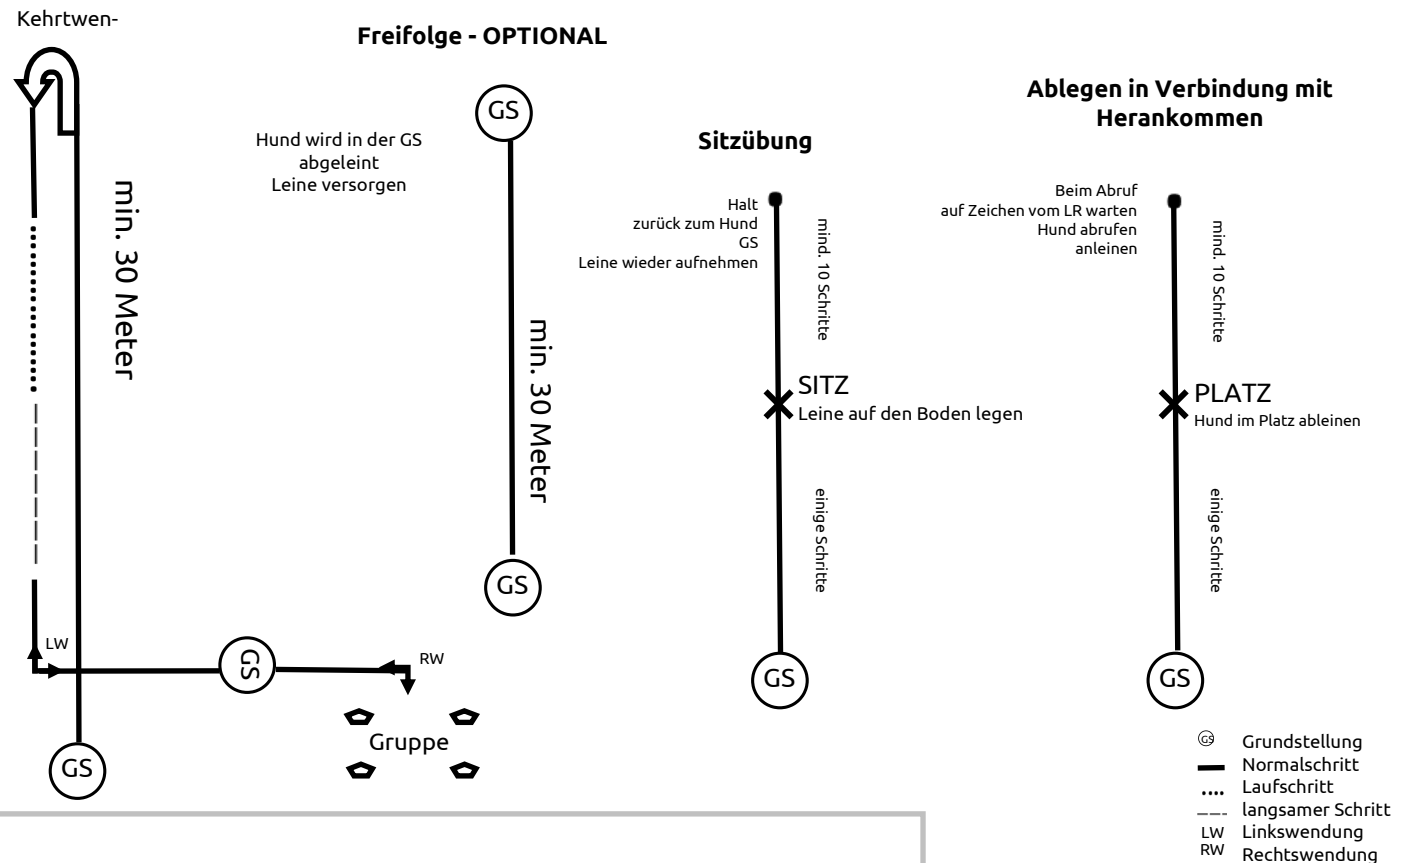 Kehrtwen-
min. 30 Meter
LW
GS
GS
RW
Gruppe
Freifolge - OPTIONAL
GS
Hund wird in der GS
abgeleint
Leine versorgen
min. 30 Meter
GS
Sitzübung
Halt
zurück zum Hund
GS
Leine wieder aufnehmen
mind. 10 Schritte
SITZ
Leine auf den Boden legen
einige Schritte
GS
Ablegen in Verbindung mit
Herankommen
Beim Abruf
auf Zeichen vom LR warten
Hund abrufen
anleinen
mind. 10 Schritte
PLATZ
Hund im Platz ableinen
einige Schritte
GS
GS Grundstellung
Normalschritt
Laufschritt
langsamer Schritt
LW Linkswendung
RW Rechtswendung